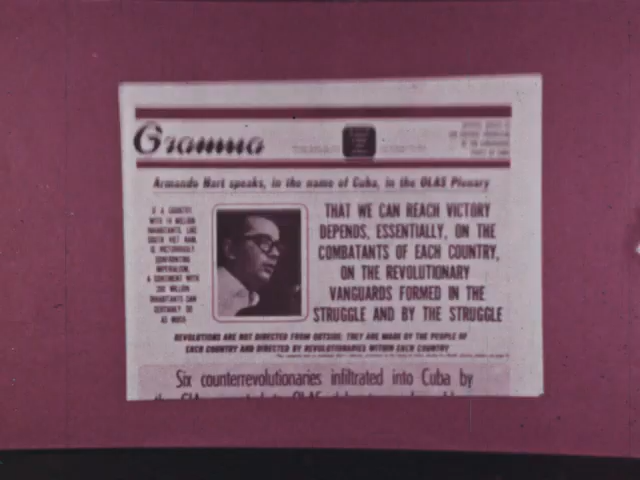 Granma
Armando Hart speaks, in the name of Cuba, in the OLAS Plenary
IF A COUNTRY
WITH 14 MILLION
INHABITANTS, LIKE
SOUTH VIET NAM,
IS VICTORIOUSLY
CONFRONTING
IMPERIALISM,
A CONTINENT WITH
200 MILLION
INHABITANTS CAN
CERTAINLY DO
AS MUCH
THAT WE CAN REACH VICTORY
DEPENDS, ESSENTIALLY, ON THE
COMBATANTS OF EACH COUNTRY,
ON THE REVOLUTIONARY
VANGUARDS FORMED IN THE
STRUGGLE AND BY THE STRUGGLE
REVOLUTIONS ARE NOT DIRECTED FROM OUTSIDE: THEY ARE MADE BY THE PEOPLE OF
EACH COUNTRY AND DIRECTED BY REVOLUTIONARIES WITHIN EACH COUNTRY
Six counterrevolutionaries infiltrated into Cuba by